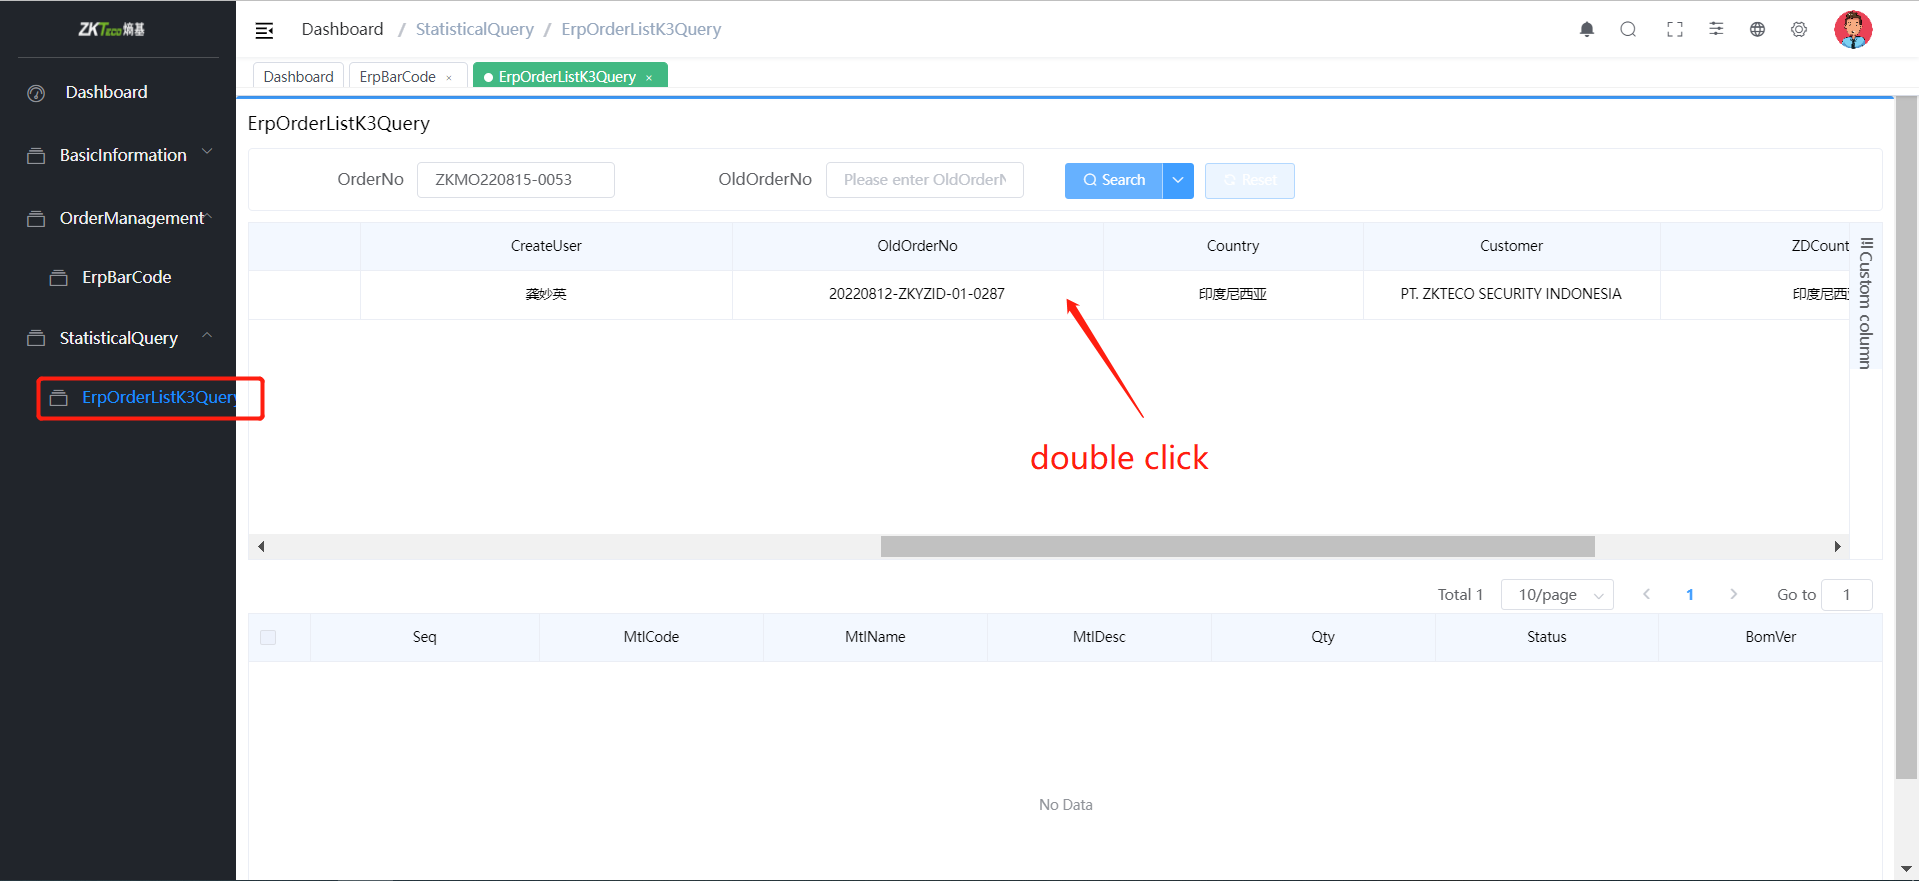 ZKTeco熵基
Dashboard / StatisticalQuery / ErpOrderListK3Query
Dashboard ErpBarCode × ErpOrderListK3Query ×
Dashboard
BasicInformation
OrderManagement
ErpBarCode
StatisticalQuery
ErpOrderListK3Query
ErpOrderListK3Query
OrderNo ZKMO220815-0053 OldOrderNo Please enter OldOrderN Search Reset
CreateUser OldOrderNo Country Customer ZDCount
龚妙英 20220812-ZKYZID-01-0287 印度尼西亚 PT. ZKTECO SECURITY INDONESIA 印度尼西
Custom column
double click
Total 1 10/page 1 Go to 1
Seq MtlCode MtlName MtlDesc Qty Status BomVer
No Data